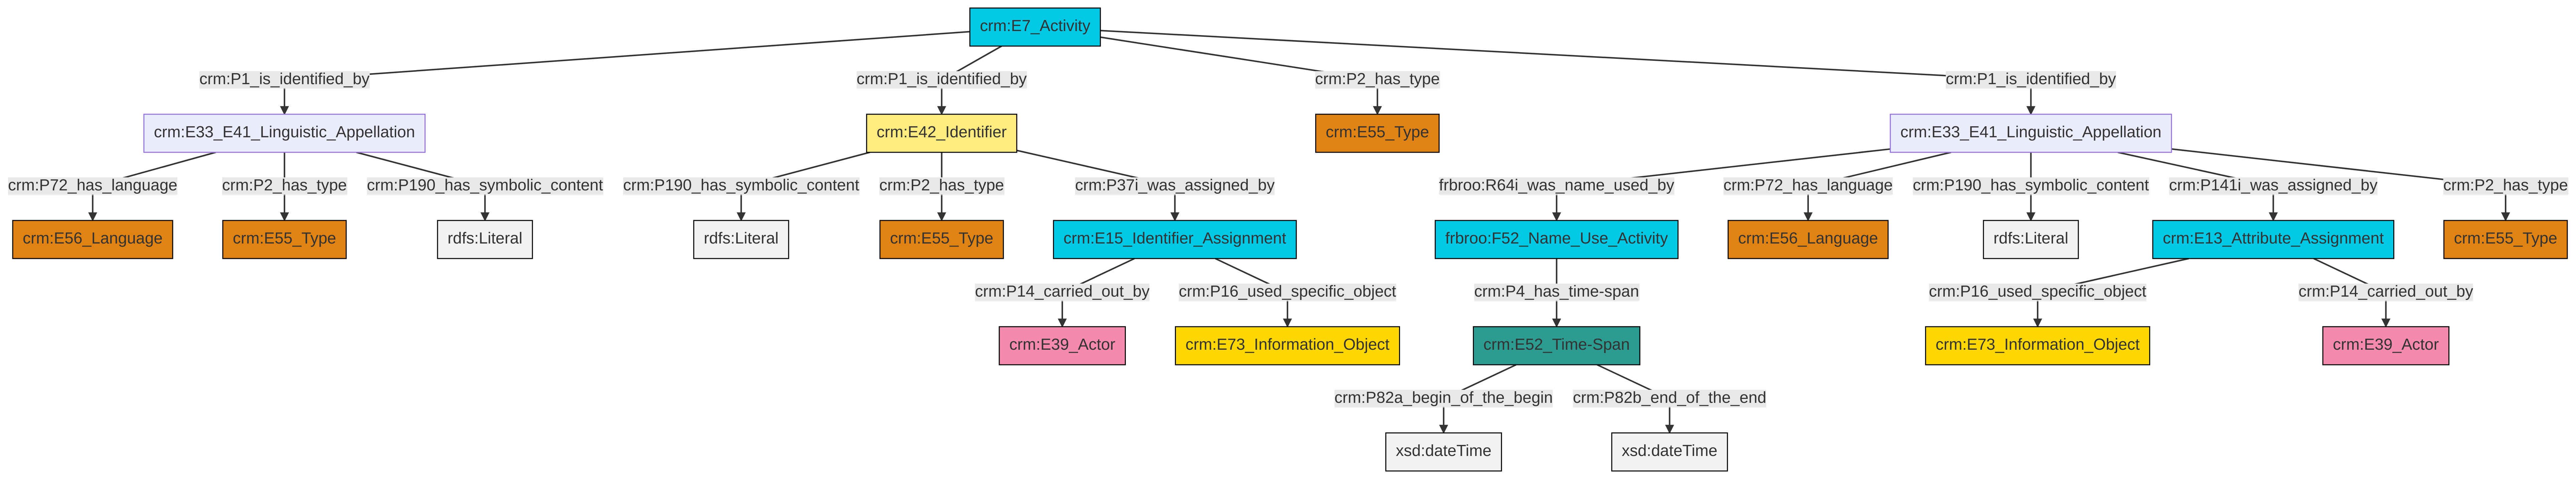 crm:E7_Activity
crm:P1_is_identified_by
crm:P1_is_identified_by
crm:P2_has_type
crm:P1_is_identified_by
crm:E33_E41_Linguistic_Appellation
crm:E42_Identifier
crm:E55_Type
crm:E33_E41_Linguistic_Appellation
crm:P72_has_language
crm:P2_has_type
crm:P190_has_symbolic_content
crm:P190_has_symbolic_content
crm:P2_has_type
crm:P37i_was_assigned_by
frbroo:R64i_was_name_used_by
crm:P72_has_language
crm:P190_has_symbolic_content
crm:P141i_was_assigned_by
crm:P2_has_type
crm:E56_Language
crm:E55_Type
rdfs:Literal
rdfs:Literal
crm:E55_Type
crm:E15_Identifier_Assignment
frbroo:F52_Name_Use_Activity
crm:E56_Language
rdfs:Literal
crm:E13_Attribute_Assignment
crm:E55_Type
crm:P14_carried_out_by
crm:P16_used_specific_object
crm:P4_has_time-span
crm:P16_used_specific_object
crm:P14_carried_out_by
crm:E39_Actor
crm:E73_Information_Object
crm:E52_Time-Span
crm:E73_Information_Object
crm:E39_Actor
crm:P82a_begin_of_the_begin
crm:P82b_end_of_the_end
xsd:dateTime
xsd:dateTime